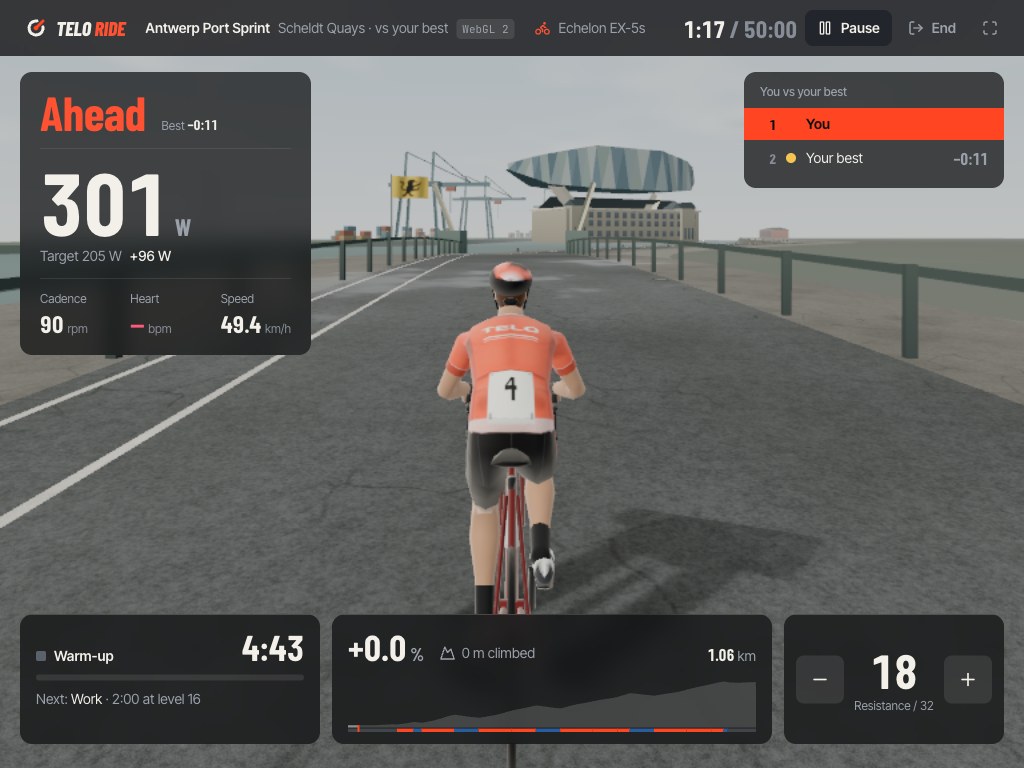 TELO RIDE
Antwerp Port Sprint Scheldt Quays · vs your best WebGL 2
Echelon EX-5s
1:17 / 50:00
Pause
End
Ahead Best −0:11
301 W
Target 205 W +96 W
Cadence Heart Speed
90 rpm – bpm 49.4 km/h
You vs your best
1 You
2 Your best −0:11
TELO
4
Warm-up 4:43
Next: Work · 2:00 at level 16
+0.0 % 0 m climbed 1.06 km
− 18 +
Resistance / 32